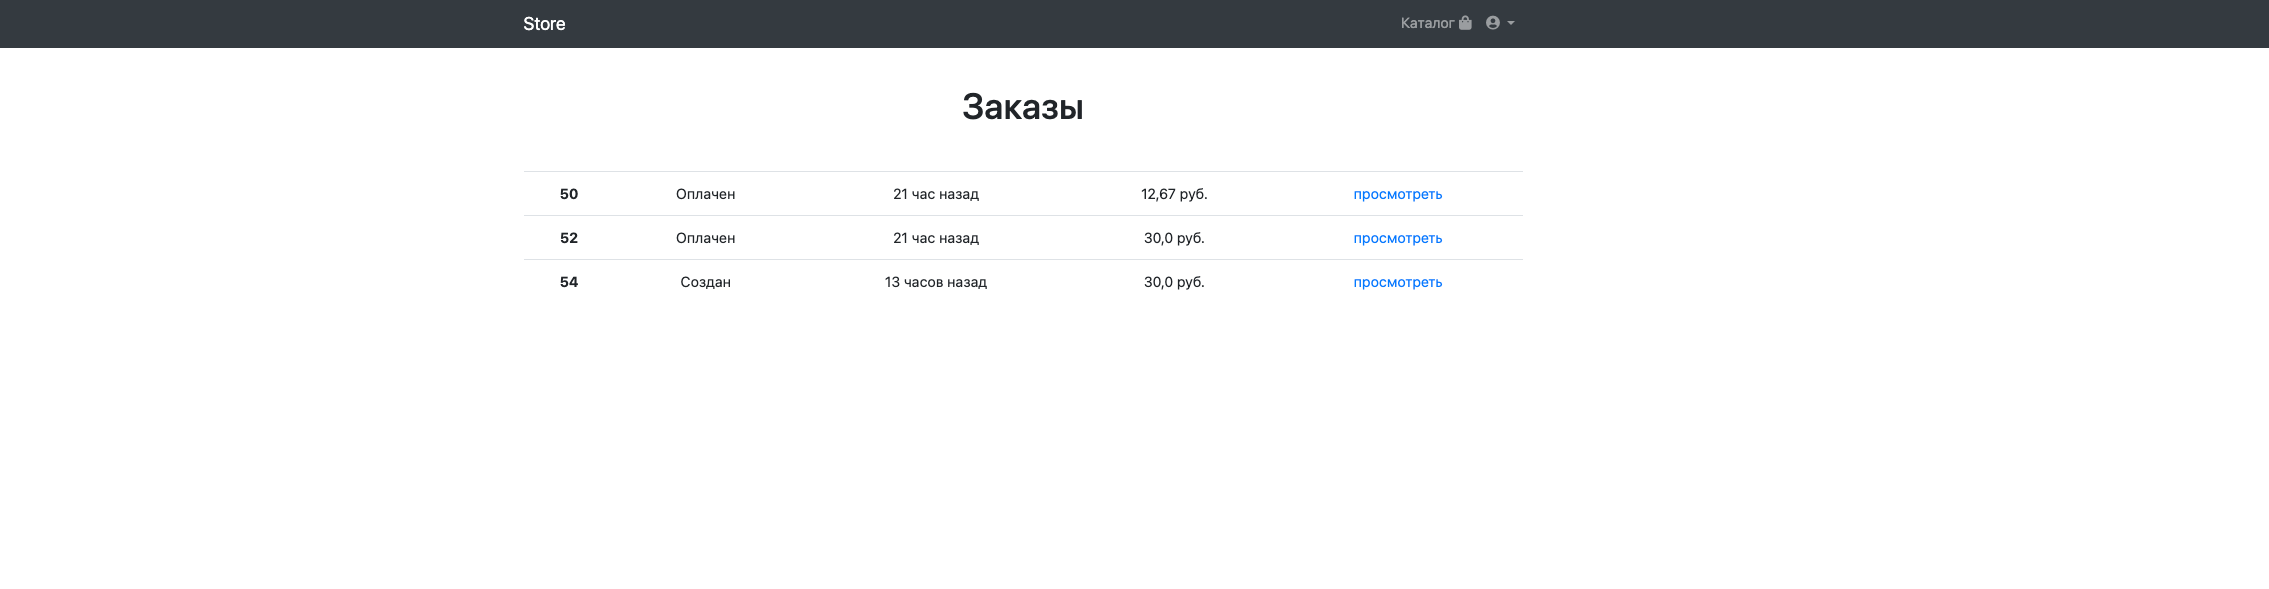 Store Каталог
Заказы
50 Оплачен 21 час назад 12,67 руб. просмотреть
52 Оплачен 21 час назад 30,0 руб. просмотреть
54 Создан 13 часов назад 30,0 руб. просмотреть